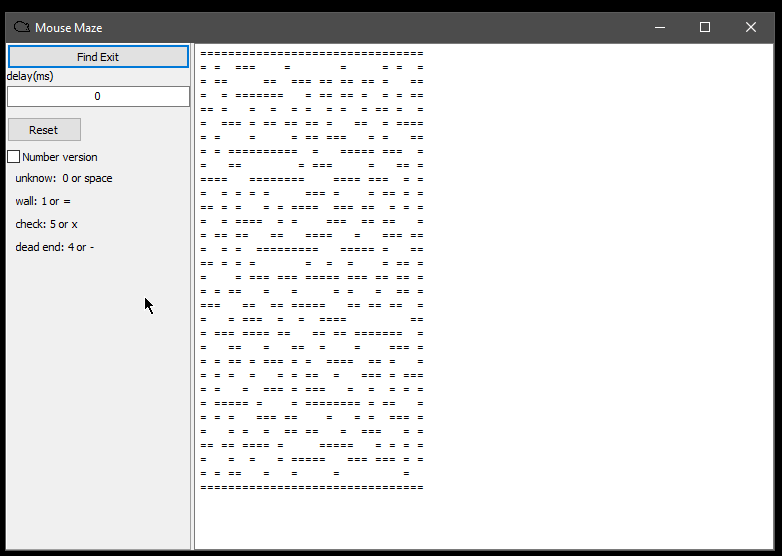 Mouse Maze
Find Exit
delay(ms)
0
Reset
Number version
unknow: 0 or space
wall: 1 or =
check: 5 or x
dead end: 4 or -